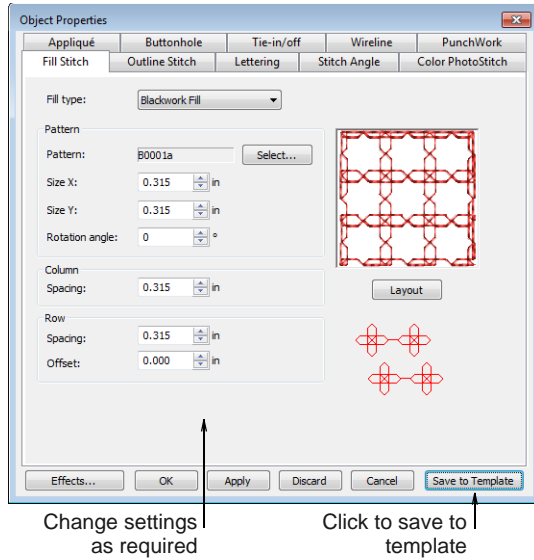 Object Properties
Appliqué Buttonhole Tie-in/off Wireline PunchWork
Fill Stitch Outline Stitch Lettering Stitch Angle Color PhotoStitch
Fill type: Blackwork Fill
Pattern
Pattern: B0001a Select...
Size X: 0.315 in
Size Y: 0.315 in
Rotation angle: 0 °
Column
Spacing: 0.315 in
Layout
Row
Spacing: 0.315 in
Offset: 0.000 in
Effects... OK Apply Discard Cancel Save to Template
Change settings
as required
Click to save to
template